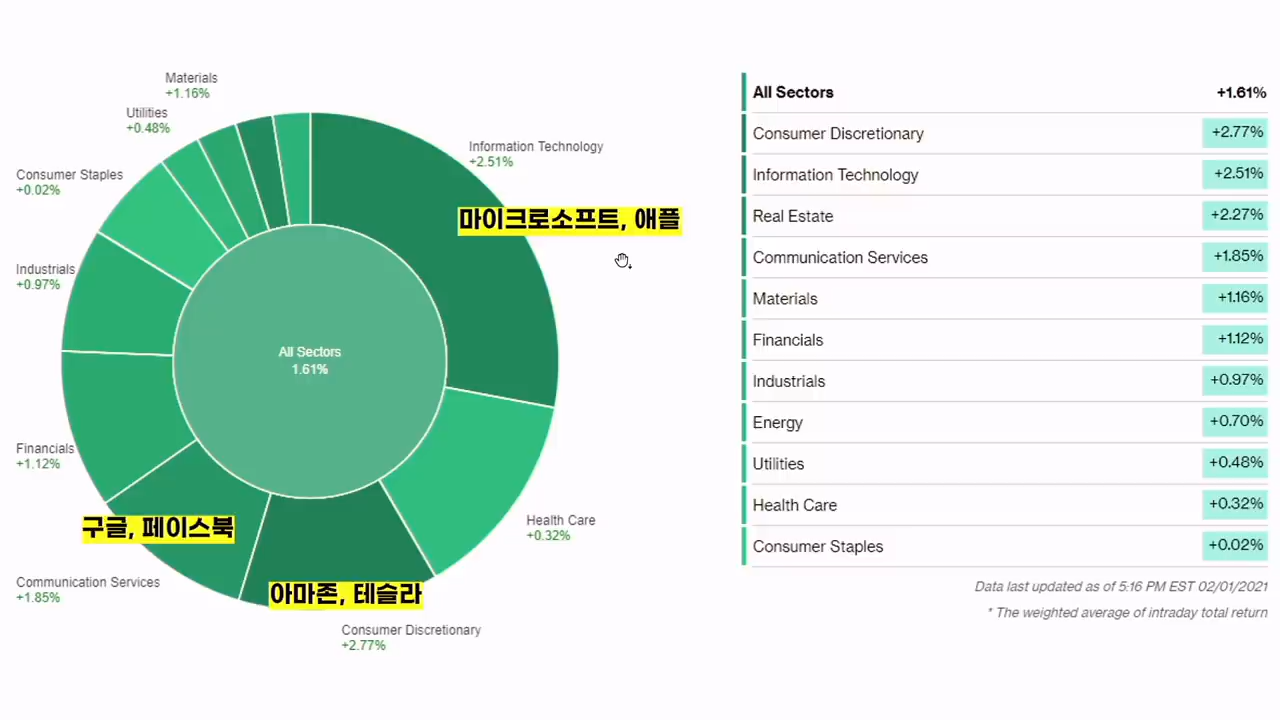 Materials
+1.16%
Utilities
+0.48%
Information Technology
+2.51%
Consumer Staples
+0.02%
마이크로소프트, 애플
Industrials
+0.97%
All Sectors
1.61%
Financials
+1.12%
구글, 페이스북
Health Care
+0.32%
Communication Services
+1.85%
아마존, 테슬라
Consumer Discretionary
+2.77%
All Sectors +1.61%
Consumer Discretionary +2.77%
Information Technology +2.51%
Real Estate +2.27%
Communication Services +1.85%
Materials +1.16%
Financials +1.12%
Industrials +0.97%
Energy +0.70%
Utilities +0.48%
Health Care +0.32%
Consumer Staples +0.02%
Data last updated as of 5:16 PM EST 02/01/2021
* The weighted average of intraday total return